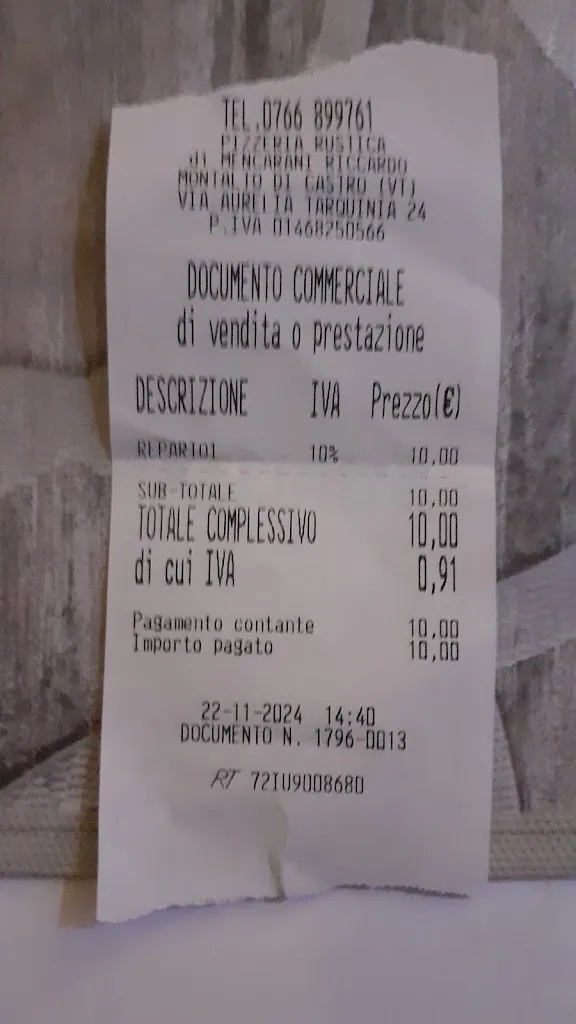 TEL.0766 899761
PIZZERIA RUSTICA
di MENCARANI RICCARDO
MONTALTO DI CASTRO (VT)
VIA AURELIA TARQUINIA 24
P.IVA 01468250566
DOCUMENTO COMMERCIALE
di vendita o prestazione
DESCRIZIONE IVA Prezzo(€)
REPARTO1 10% 10,00
SUB-TOTALE 10,00
TOTALE COMPLESSIVO 10,00
di cui IVA 0,91
Pagamento contante 10,00
Importo pagato 10,00
22-11-2024 14:40
DOCUMENTO N. 1796-0013
RT 72IU9008680